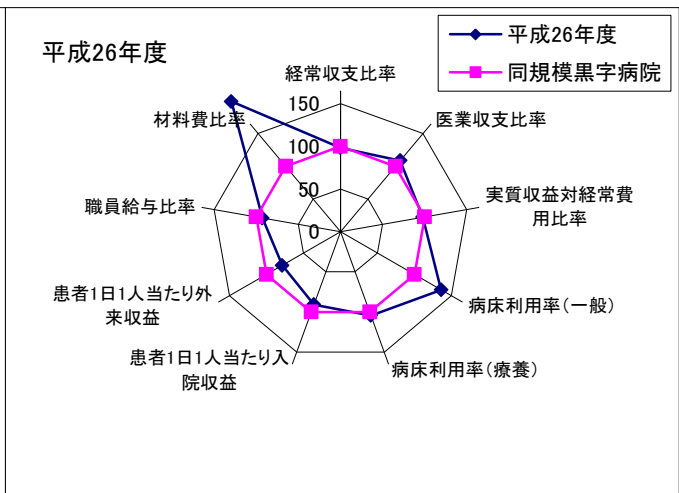 平成26年度
平成26年度
同規模黒字病院
経常収支比率
医業収支比率
実質収益対経常費
用比率
病床利用率(一般)
病床利用率(療養)
患者1日1人当たり入
院収益
患者1日1人当たり外
来収益
職員給与比率
材料費比率
150
100
50
0